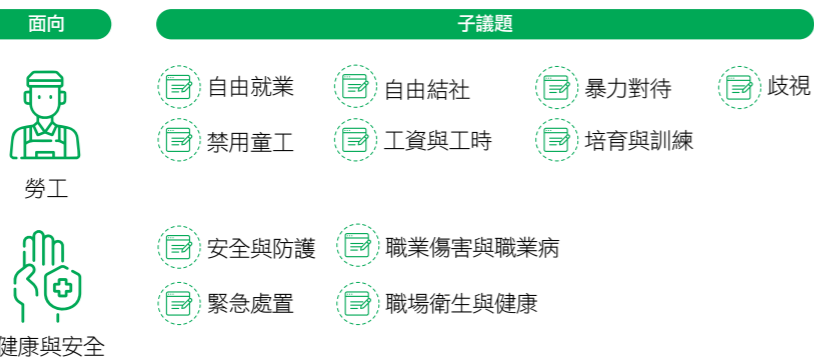 面向 子議題
自由就業 自由結社 暴力對待 歧視
禁用童工 工資與工時 培育與訓練
勞工
安全與防護 職業傷害與職業病
緊急處置 職場衛生與健康
健康與安全